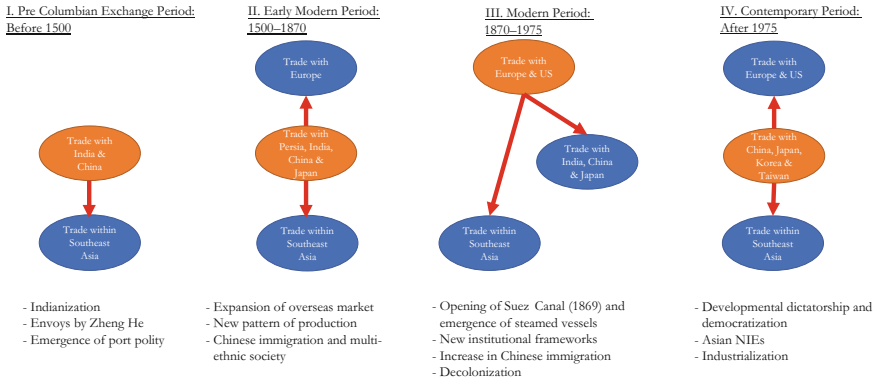 I. Pre Columbian Exchange Period:
Before 1500
Trade with
India &
China
Trade within
Southeast
Asia
- Indianization
- Envoys by Zheng He
- Emergence of port polity
II. Early Modern Period:
1500–1870
Trade with
Europe
Trade with
Persia, India,
China &
Japan
Trade within
Southeast
Asia
- Expansion of overseas market
- New pattern of production
- Chinese immigration and multi-
ethnic society
III. Modern Period:
1870–1975
Trade with
Europe & US
Trade with
India, China
& Japan
Trade within
Southeast
Asia
- Opening of Suez Canal (1869) and
emergence of steamed vessels
- New institutional frameworks
- Increase in Chinese immigration
- Decolonization
IV. Contemporary Period:
After 1975
Trade with
Europe & US
Trade with
China, Japan,
Korea &
Taiwan
Trade within
Southeast
Asia
- Developmental dictatorship and
democratization
- Asian NIEs
- Industrialization